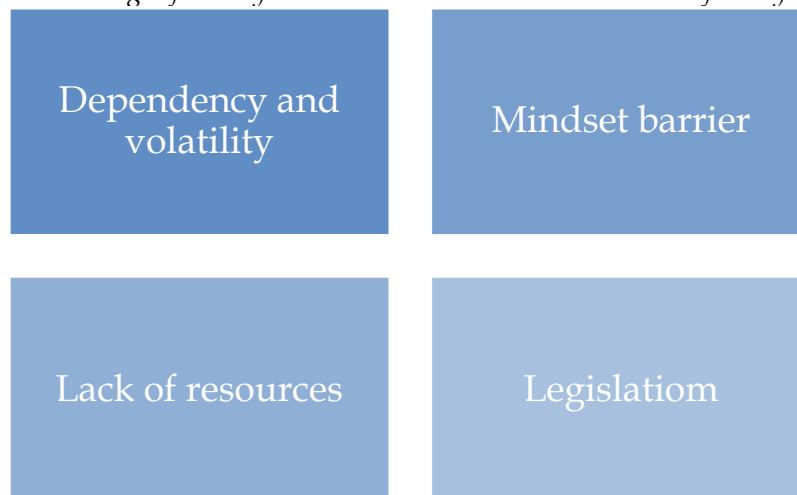 Dependency and
volatility
Mindset barrier
Lack of resources
Legislatiom